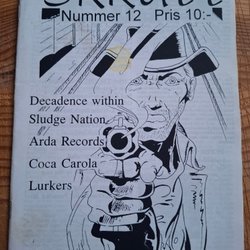 Nummer 12 Pris 10:-
Decadence within
Sludge Nation
Arda Records
Coca Carola
Lurkers